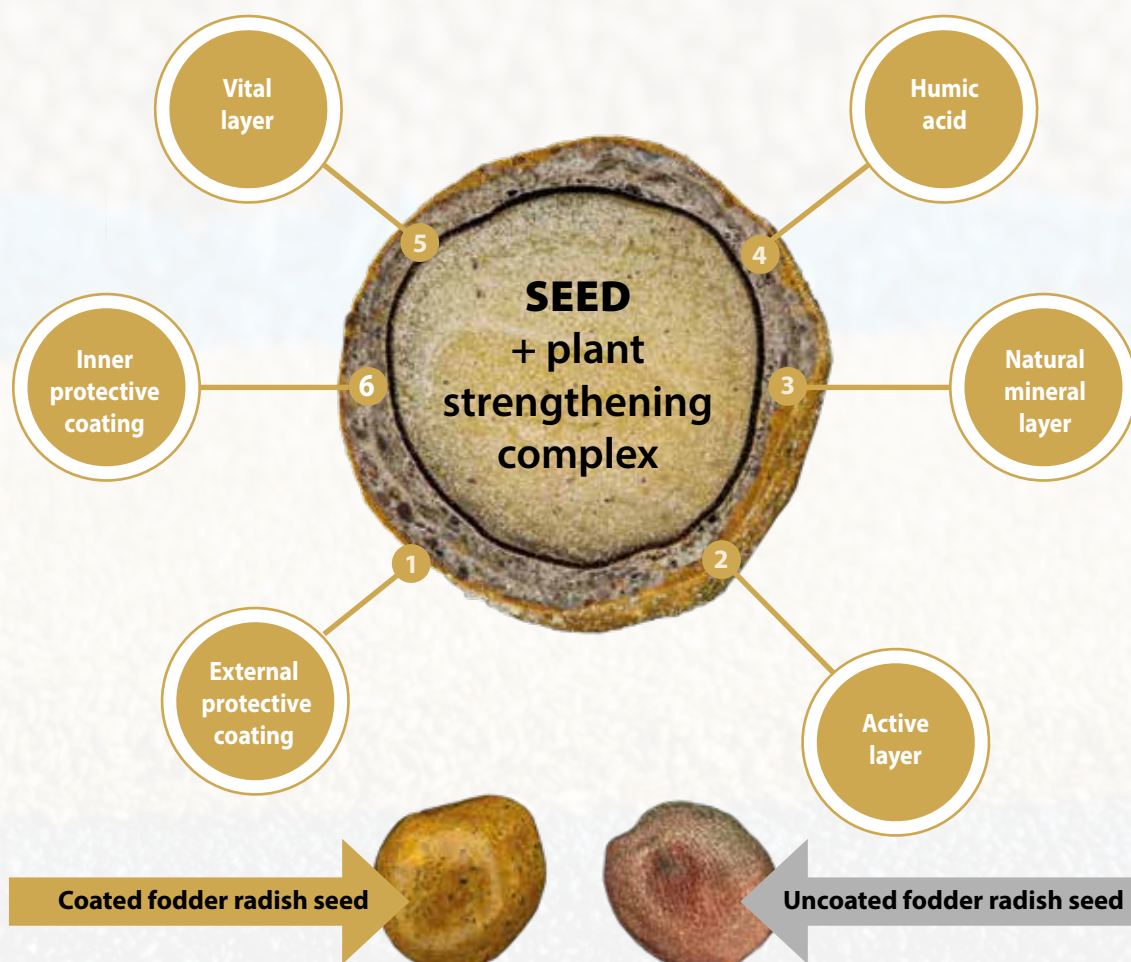 Vital
layer
Humic
acid
5
4
SEED
+ plant
strengthening
complex
Inner
protective
coating
6
3
Natural
mineral
layer
1
2
External
protective
coating
Active
layer
Coated fodder radish seed
Uncoated fodder radish seed